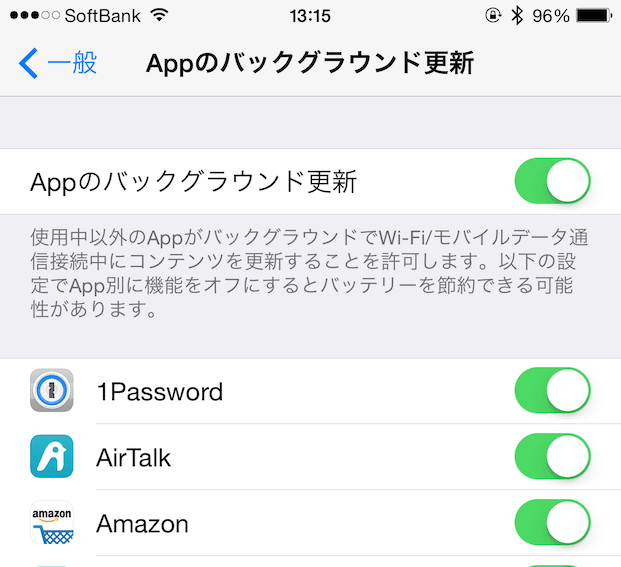 SoftBank 13:15 96%
一般 Appのバックグラウンド更新
Appのバックグラウンド更新
使用中以外のAppがバックグラウンドでWi-Fi/モバイルデータ通
信接続中にコンテンツを更新することを許可します。以下の設
定でApp別に機能をオフにするとバッテリーを節約できる可能
性があります。
1Password
AirTalk
amazon
Amazon